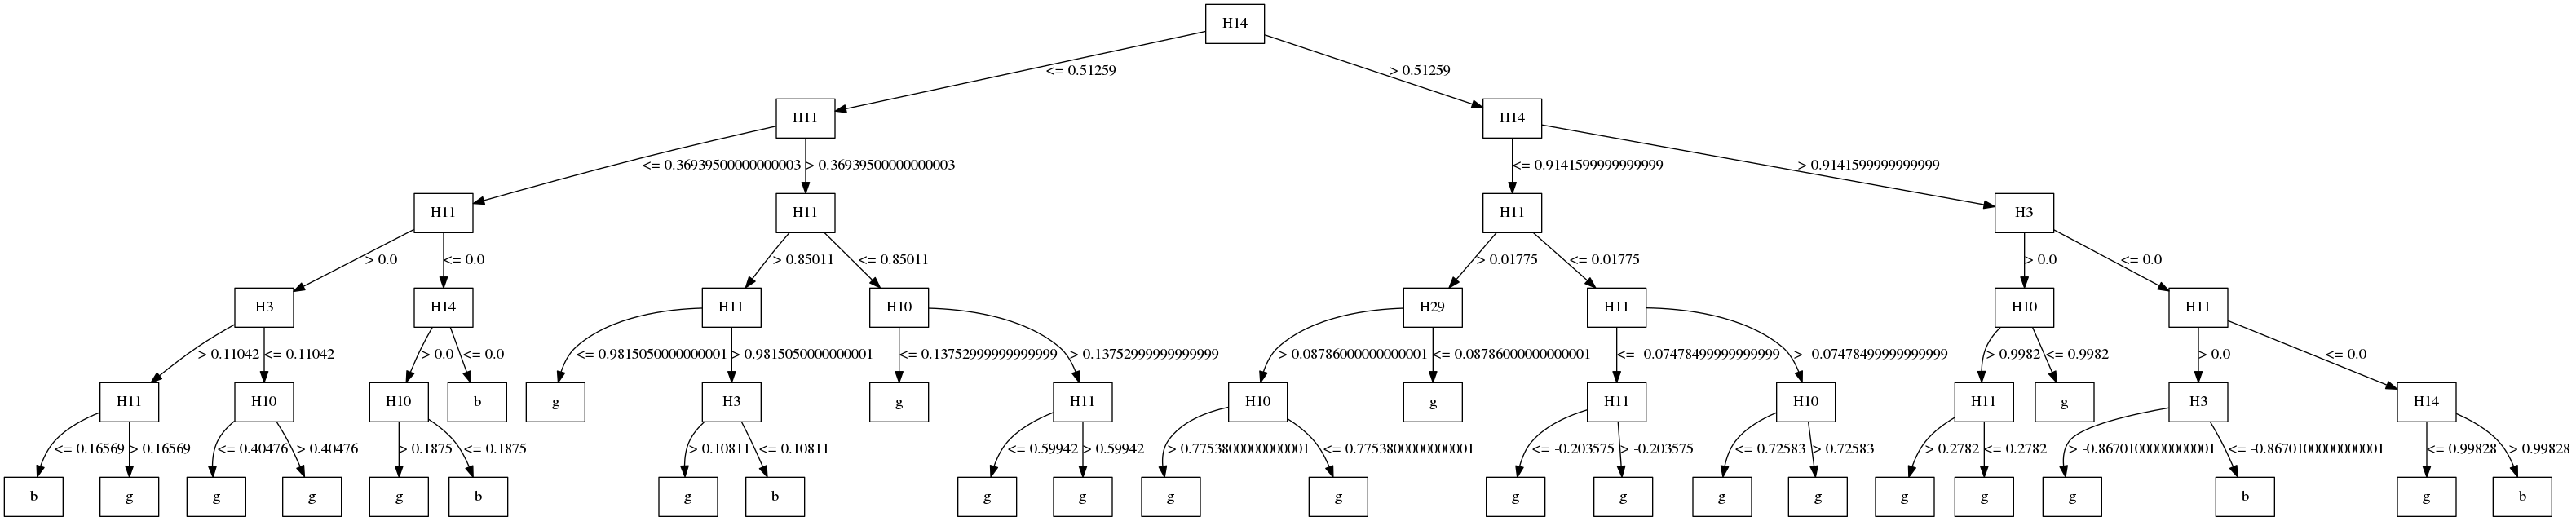 H14
<= 0.51259
> 0.51259
H11
H14
<= 0.36939500000000003
> 0.36939500000000003
<= 0.9141599999999999
> 0.9141599999999999
H11
H11
H11
H3
> 0.0
<= 0.0
> 0.85011
<= 0.85011
> 0.01775
<= 0.01775
> 0.0
<= 0.0
H3
H14
H11
H10
H29
H11
H10
H11
> 0.11042
<= 0.11042
> 0.0
<= 0.0
<= 0.9815050000000001
> 0.9815050000000001
<= 0.13752999999999999
> 0.13752999999999999
> 0.08786000000000001
<= 0.08786000000000001
<= -0.07478499999999999
> -0.07478499999999999
> 0.9982
<= 0.9982
> 0.0
<= 0.0
H11
H10
H10
b
g
H3
g
H11
H10
g
H11
H10
H11
g
H3
H14
<= 0.16569
> 0.16569
<= 0.40476
> 0.40476
> 0.1875
<= 0.1875
> 0.10811
<= 0.10811
<= 0.59942
> 0.59942
> 0.7753800000000001
<= 0.7753800000000001
<= -0.203575
> -0.203575
<= 0.72583
> 0.72583
> 0.2782
<= 0.2782
> -0.8670100000000001
<= -0.8670100000000001
<= 0.99828
> 0.99828
b
g
g
g
g
b
g
b
g
g
g
g
g
g
g
g
g
g
g
b
g
b